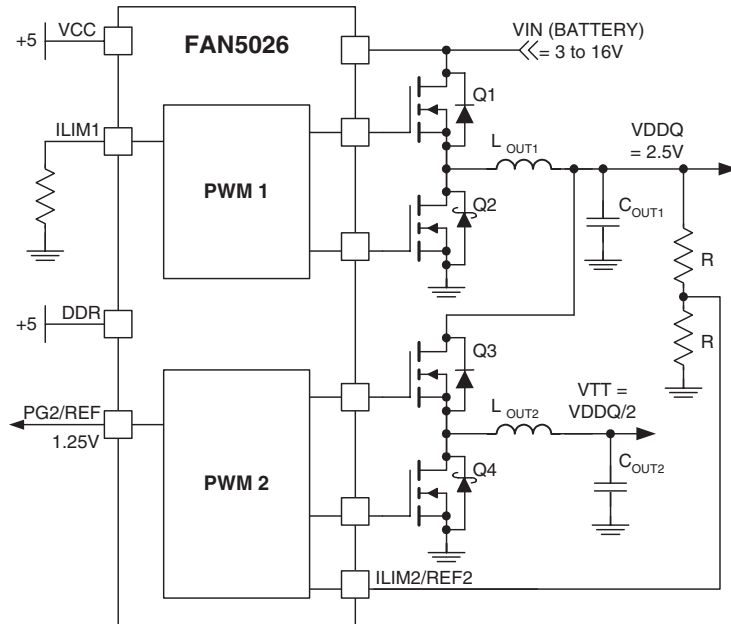 VCC
+5
FAN5026
VIN (BATTERY)
= 3 to 16V
Q1
ILIM1
PWM 1
L OUT1
VDDQ
= 2.5V
Q2
C OUT1
R
DDR
+5
R
Q3
PG2/REF
1.25V
L OUT2
VTT =
VDDQ/2
PWM 2
Q4
C OUT2
ILIM2/REF2